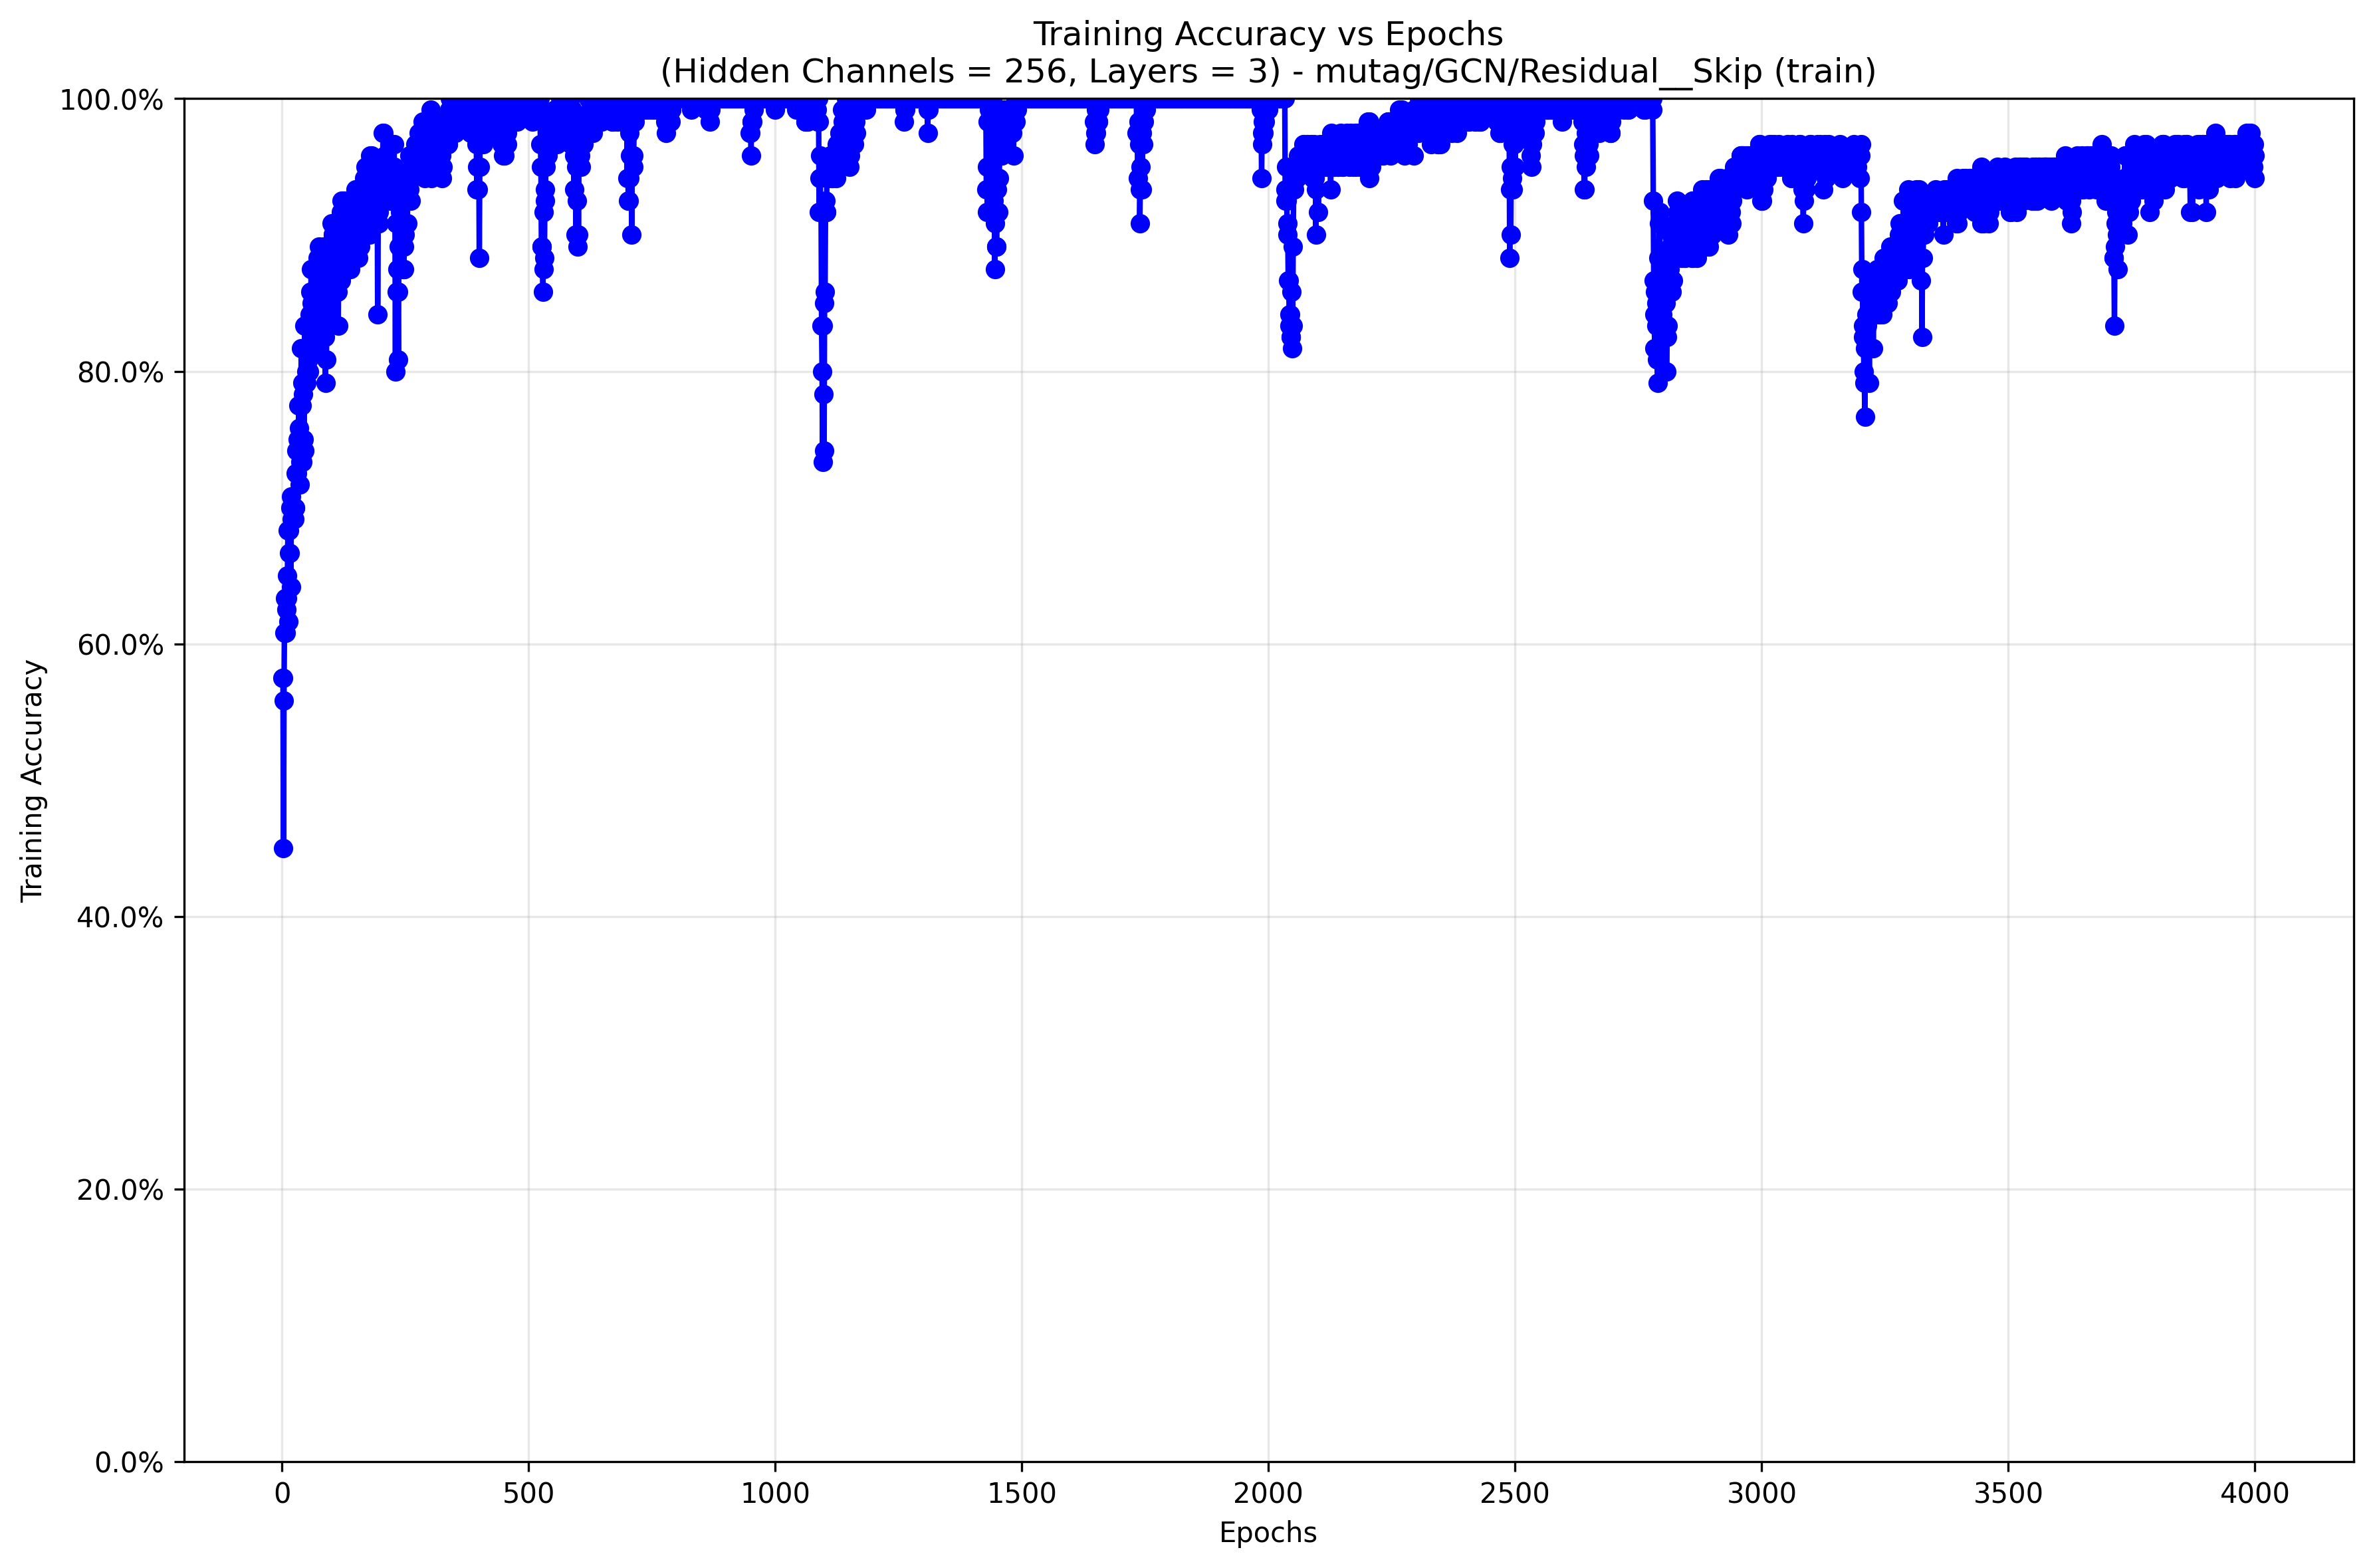 Training Accuracy vs Epochs
(Hidden Channels = 256, Layers = 3) - mutag/GCN/Residual__Skip (train)
100.0%
80.0%
60.0%
40.0%
20.0%
0.0%
Training Accuracy
0 500 1000 1500 2000 2500 3000 3500 4000
Epochs